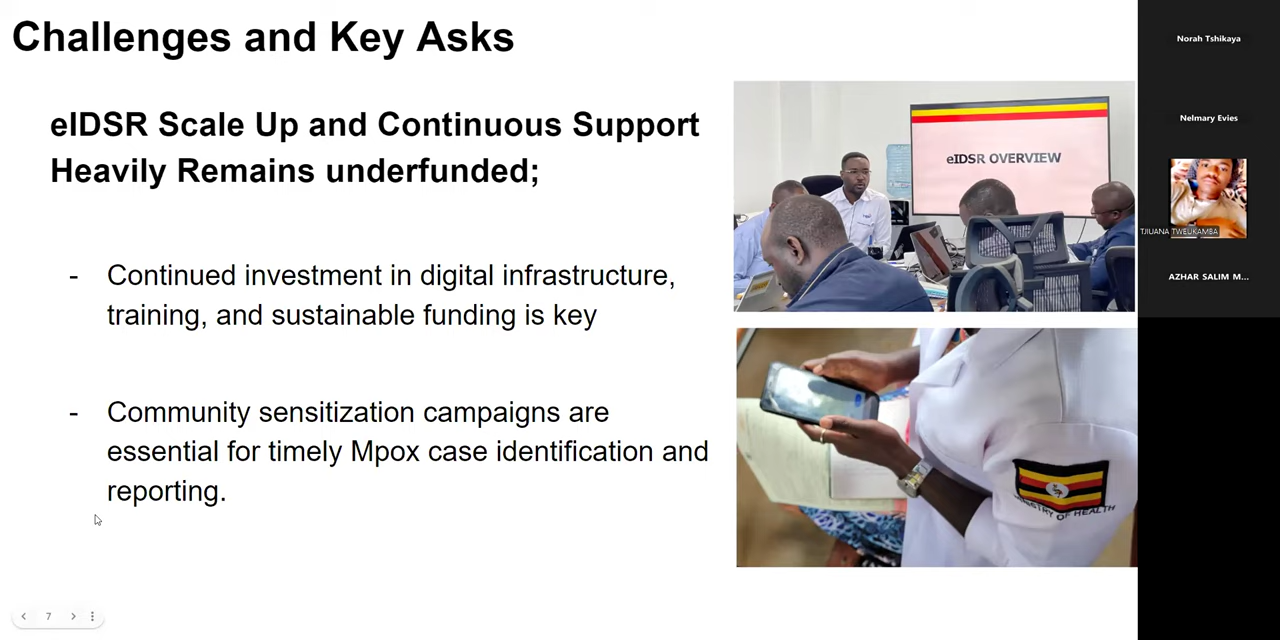 Challenges and Key Asks
eIDSR Scale Up and Continuous Support
Heavily Remains underfunded;
- Continued investment in digital infrastructure,
training, and sustainable funding is key
- Community sensitization campaigns are
essential for timely Mpox case identification and
reporting.
eIDSR OVERVIEW
MINISTRY OF HEALTH
7
Norah Tshikaya
Nelmary Evies
TJIUANA TWEUKAMBA
AZHAR SALIM M...